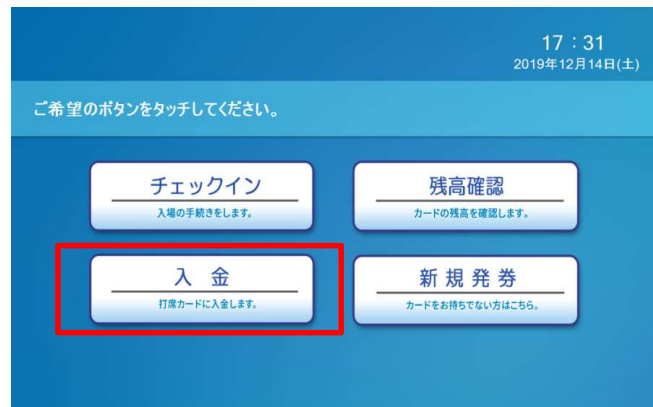 17：31
2019年12月14日(土)
ご希望のボタンをタッチしてください。
チェックイン
入場の手続きをします。
残高確認
カードの残高を確認します。
入 金
打席カードに入金します。
新 規 発 券
カードをお持ちでない方はこちら。